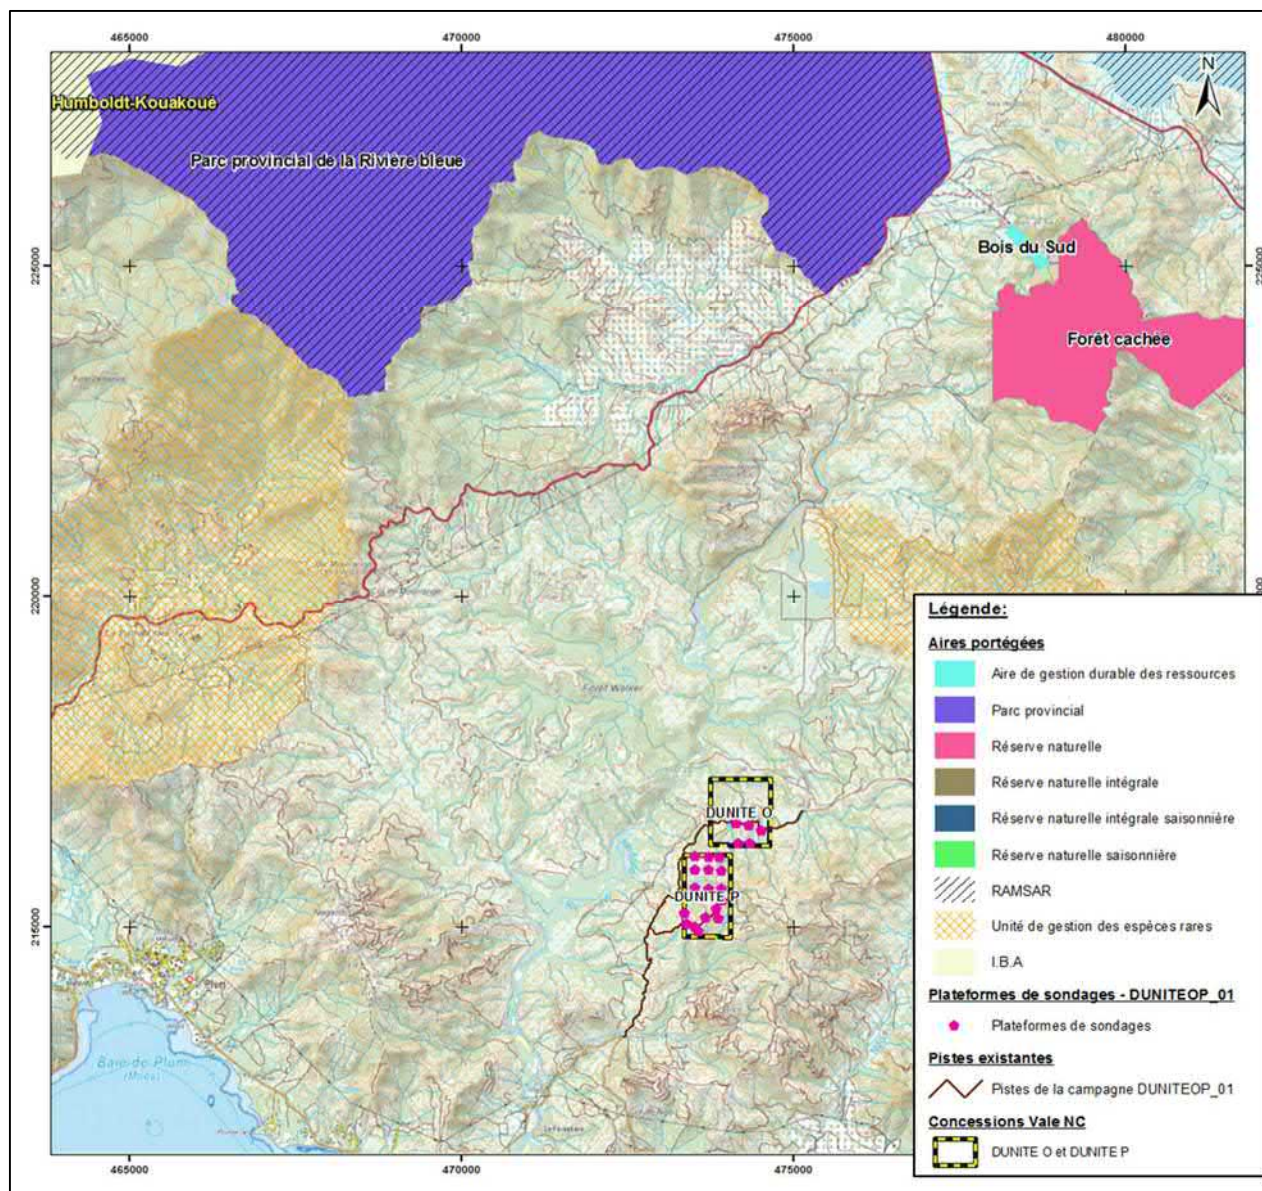 465000
470000
475000
480000
N
Humboldt-Kouakoué
Parc provincial de la Rivière bleue
Bois du Sud
225000
225000
Forêt cachée
220000
Forêt Walker
DUNITE O
DUNITE P
215000
215000
Plum
Baie de Plum
465000
470000
475000
Légende:
Aires portégées
Aire de gestion durable des ressources
Parc provincial
Réserve naturelle
Réserve naturelle intégrale
Réserve naturelle intégrale saisonnière
Réserve naturelle saisonnière
RAMSAR
Unité de gestion des espèces rares
I.B.A
Plateformes de sondages - DUNITEOP_01
Plateformes de sondages
Pistes existantes
Pistes de la campagne DUNITEOP_01
Concessions Vale NC
DUNITE O et DUNITE P